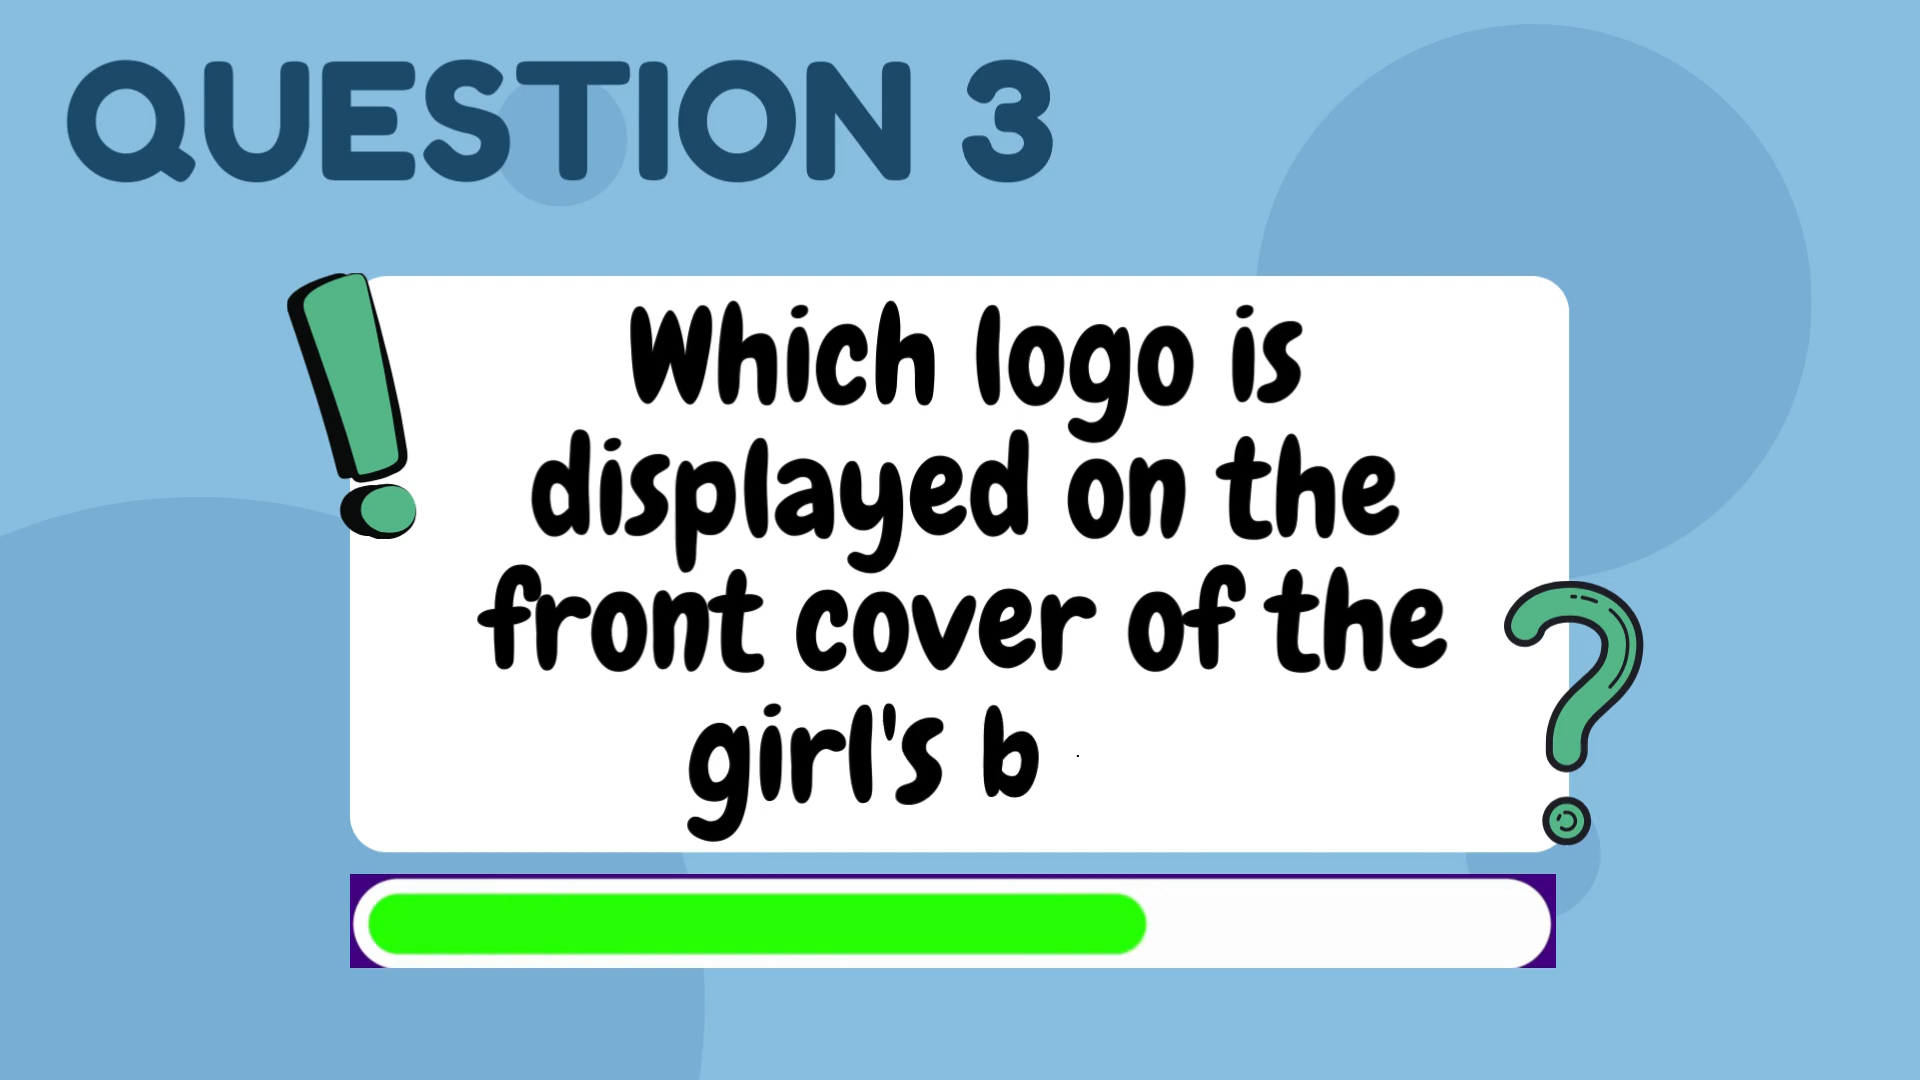 QUESTION 3
Which logo is
displayed on the
front cover of the
girl's b